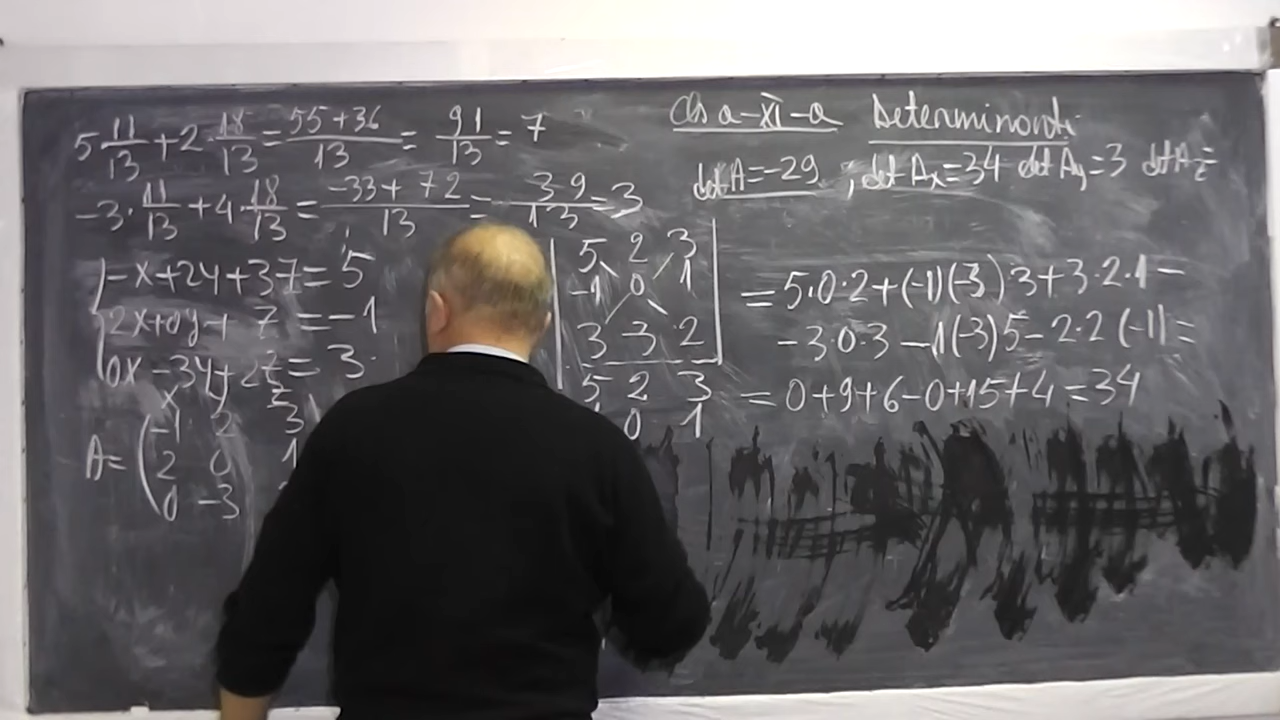 5·11/13+2·18/13=55+36/13=91/13=7
-3·11/13+4·18/13=-33+72/13=39/13=3
cls a-XI-a Determinanti
det A=-29; det Ax=34 det Ay=3 det Az=
-x+2y+3z=5
2x+0y+z=-1
0x-3y+2z=3
x y z
A=
-1 2 3
2 0 1
0 -3
5 2 3
-1 0 1
3 -3 2
5 2 3
0 1
=5·0·2+(-1)(-3)3+3·2·1-
-3·0·3-1(-3)5-2·2(-1)=
=0+9+6-0+15+4=34